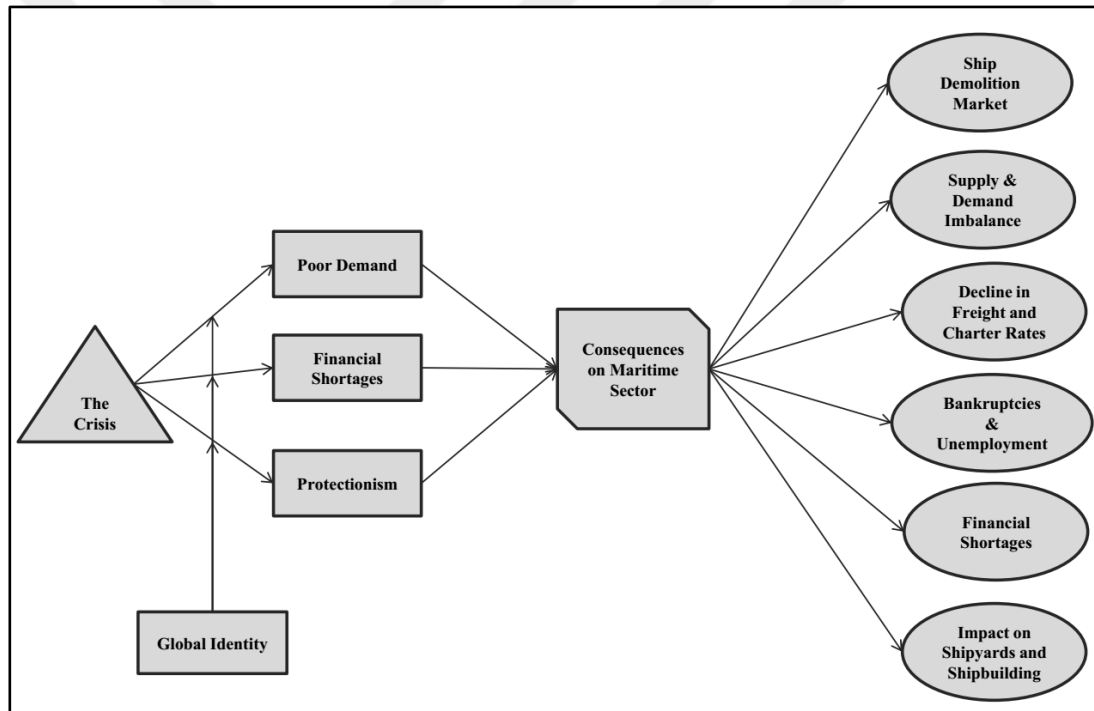 The
Crisis
Poor Demand
Financial
Shortages
Protectionism
Global Identity
Consequences
on Maritime
Sector
Ship
Demolition
Market
Supply &
Demand
Imbalance
Decline in
Freight and
Charter Rates
Bankruptcies
&
Unemployment
Financial
Shortages
Impact on
Shipyards and
Shipbuilding